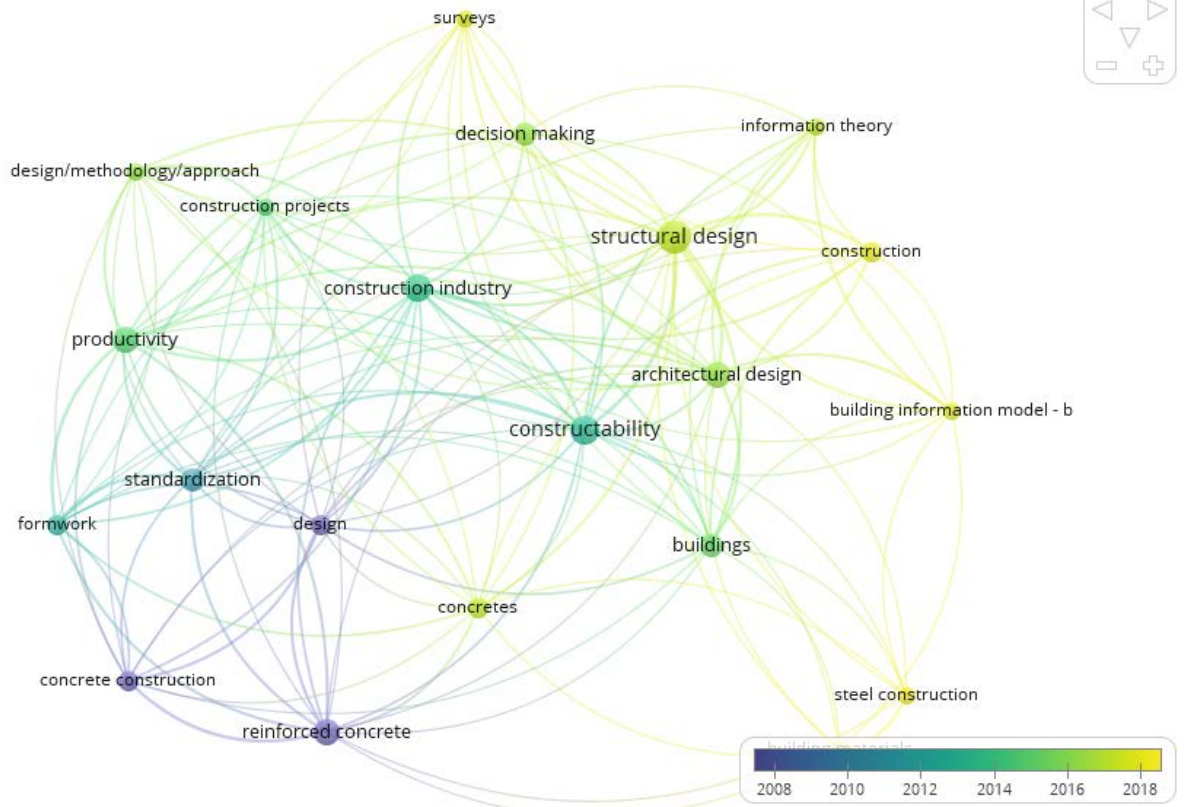 surveys
decision making
information theory
design/methodology/approach
construction projects
structural design
construction
construction industry
productivity
architectural design
building information model - b
constructability
standardization
formwork
design
buildings
concretes
concrete construction
steel construction
reinforced concrete
building materials
2008 2010 2012 2014 2016 2018